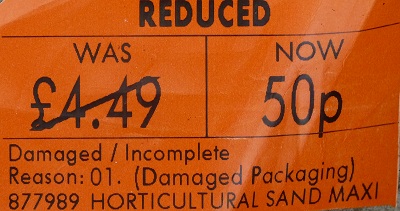 REDUCED
WAS NOW
£4.49 50p
Damaged / Incomplete
Reason: 01. (Damaged Packaging)
877989 HORTICULTURAL SAND MAXI